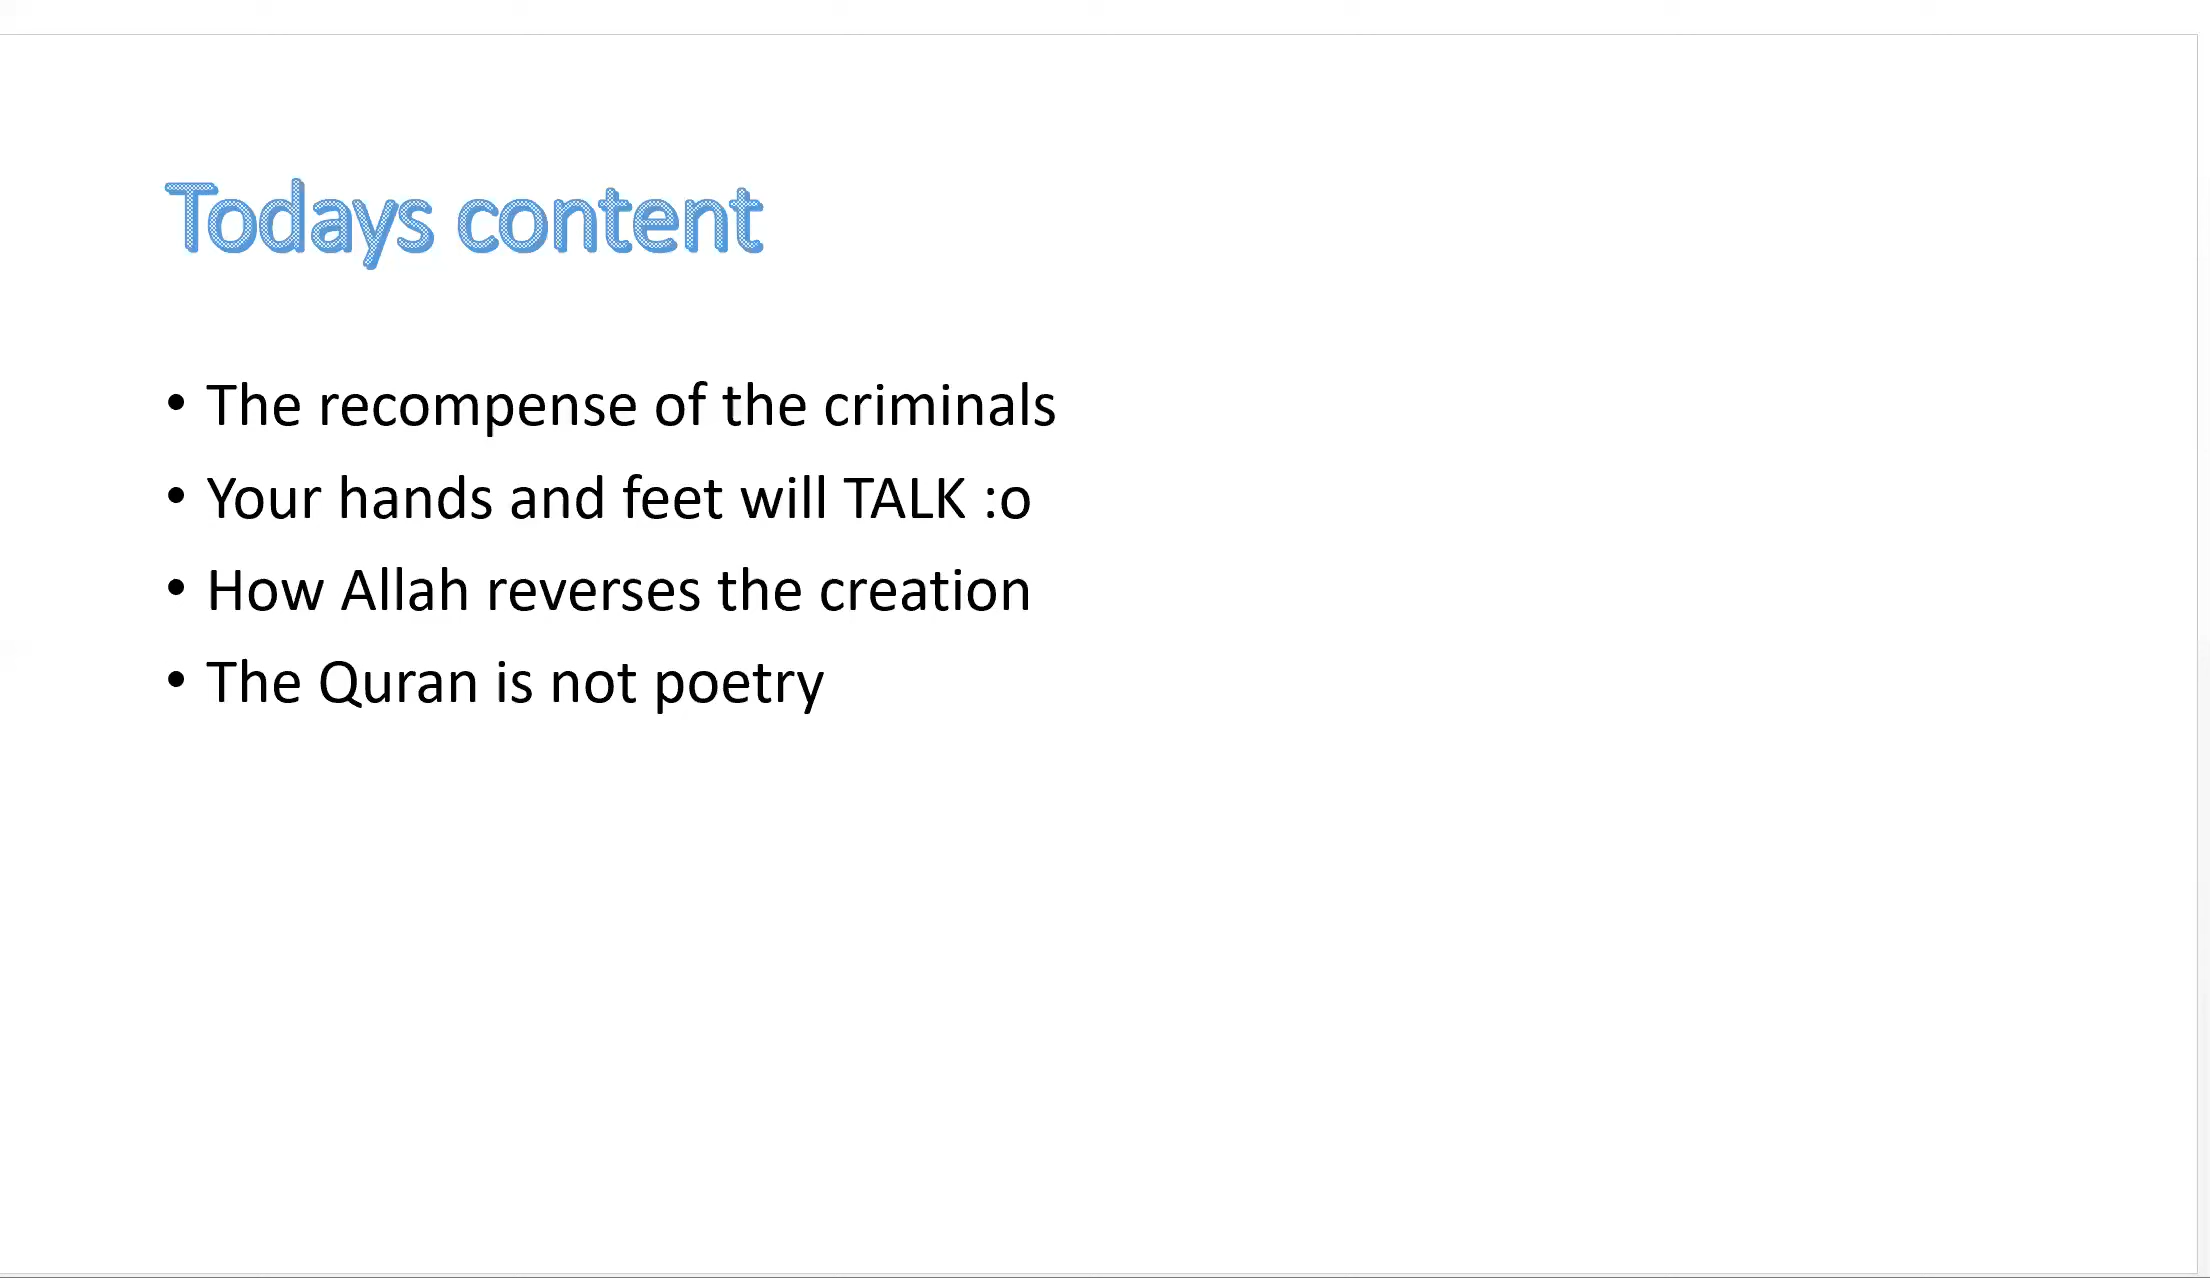 Todays content
• The recompense of the criminals
• Your hands and feet will TALK :o
• How Allah reverses the creation
• The Quran is not poetry